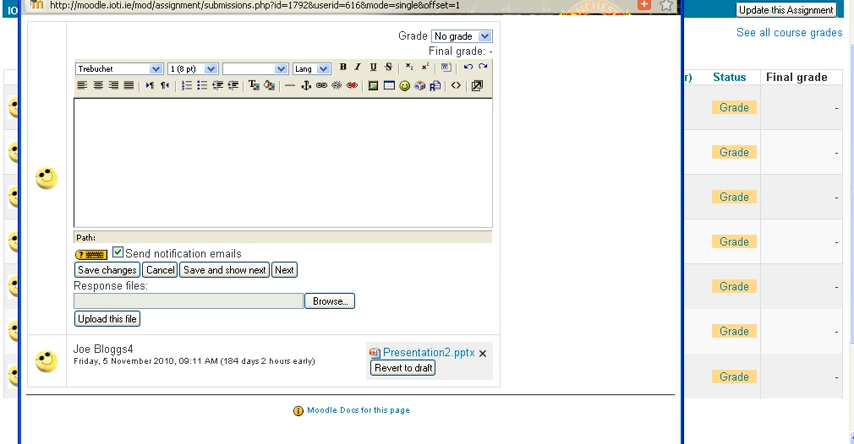 http://moodle.ioti.ie/mod/assignment/submissions.php?id=1792&userid=616&mode=single&offset=1
IO
Update this Assignment
See all course grades
Grade No grade
Final grade: -
Trebuchet 1 (8 pt) Lang B I U S
r) Status Final grade
Grade -
Grade -
Grade -
Grade -
Grade -
Grade -
Grade -
Path:
Send notification emails
Save changes Cancel Save and show next Next
Response files:
Browse...
Upload this file
Joe Bloggs4
Friday, 5 November 2010, 09:11 AM (184 days 2 hours early)
Presentation2.pptx
Revert to draft
Moodle Docs for this page